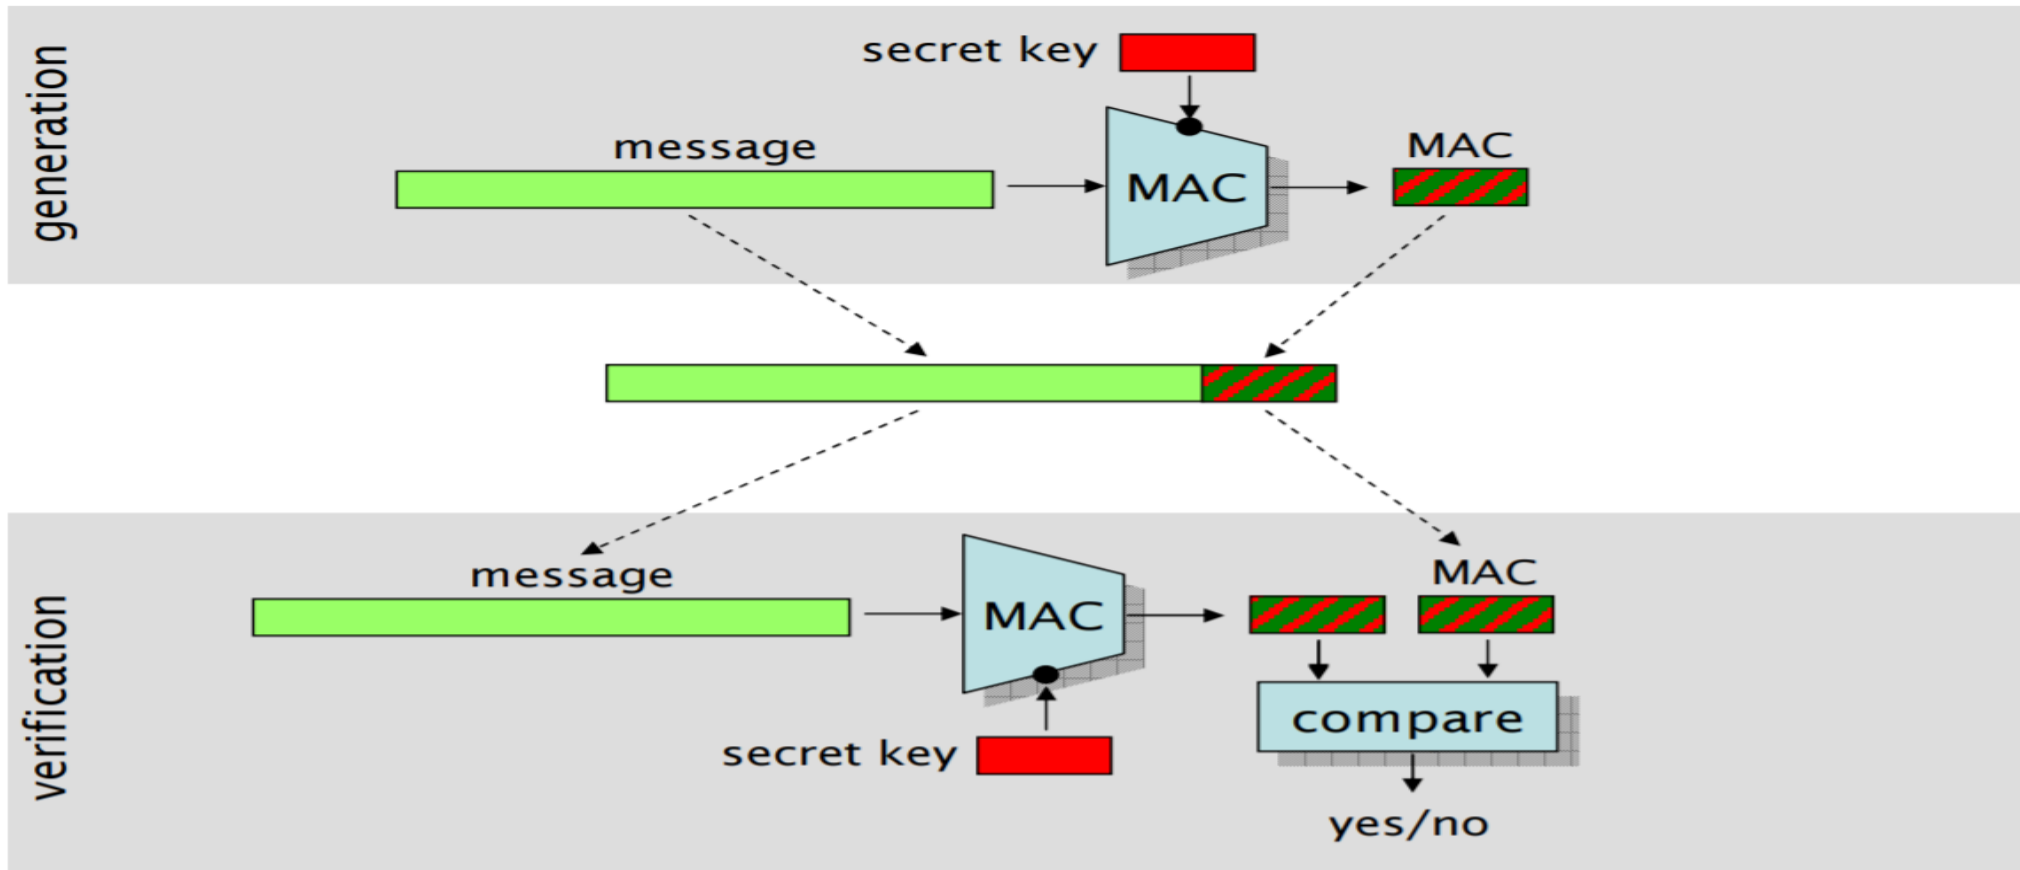 generation
secret key
message
MAC
MAC
verification
message
MAC
MAC
secret key
compare
yes/no